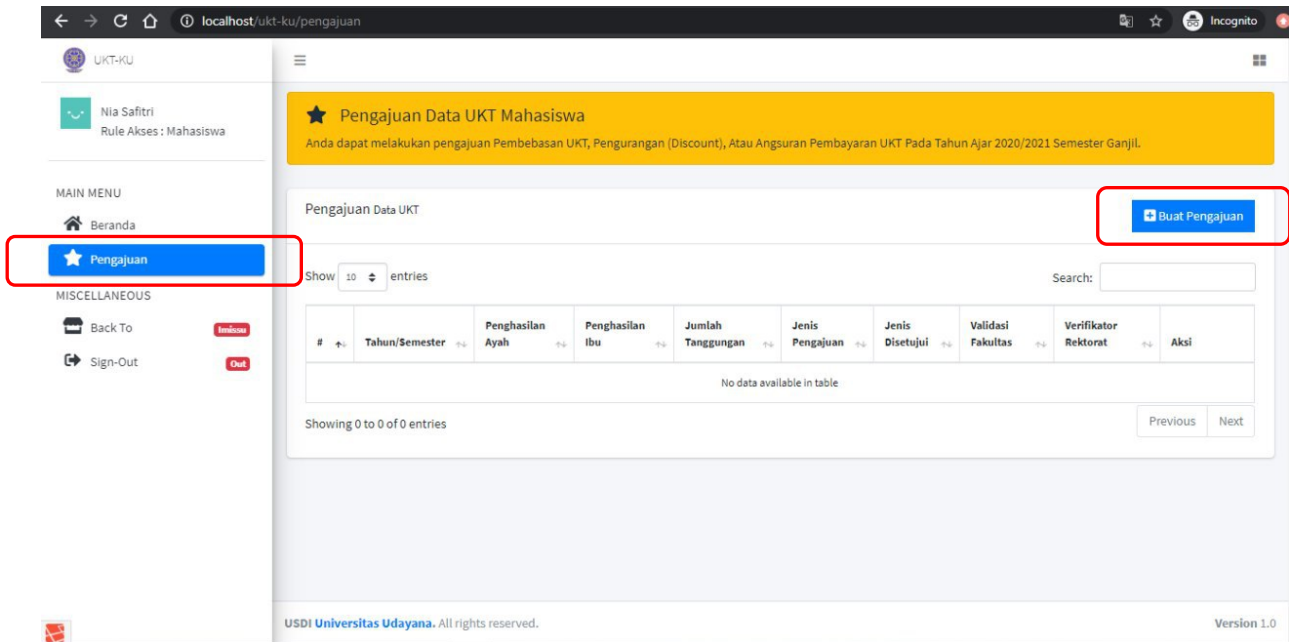 localhost/ukt-ku/pengajuan
Incognito
UKT-KU
Nia Safitri
Rule Akses : Mahasiswa
MAIN MENU
Beranda
Pengajuan
MISCELLANEOUS
Back To Imissu
Sign-Out Out
Pengajuan Data UKT Mahasiswa
Anda dapat melakukan pengajuan Pembebasan UKT, Pengurangan (Discount), Atau Angsuran Pembayaran UKT Pada Tahun Ajar 2020/2021 Semester Ganjil.
Pengajuan Data UKT
Buat Pengajuan
Show 10 entries
Search:
# Tahun/Semester Penghasilan Ayah Penghasilan Ibu Jumlah Tanggungan Jenis Pengajuan Jenis Disetujui Validasi Fakultas Verifikator Rektorat Aksi
No data available in table
Showing 0 to 0 of 0 entries
Previous Next
USDI Universitas Udayana. All rights reserved.
Version 1.0